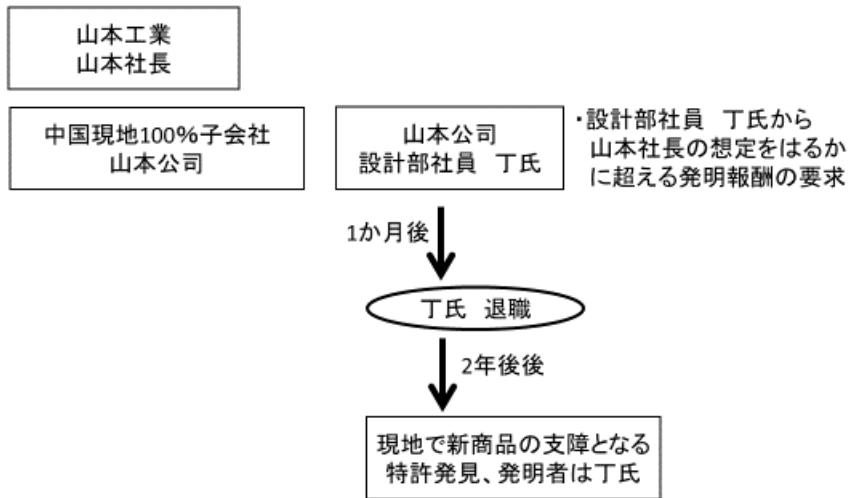 山本工業
山本社長
中国現地100%子会社
山本公司
山本公司
設計部社員 丁氏
・設計部社員 丁氏から
山本社長の想定をはるか
に超える発明報酬の要求
1か月後
丁氏 退職
2年後後
現地で新商品の支障となる
特許発見、発明者は丁氏